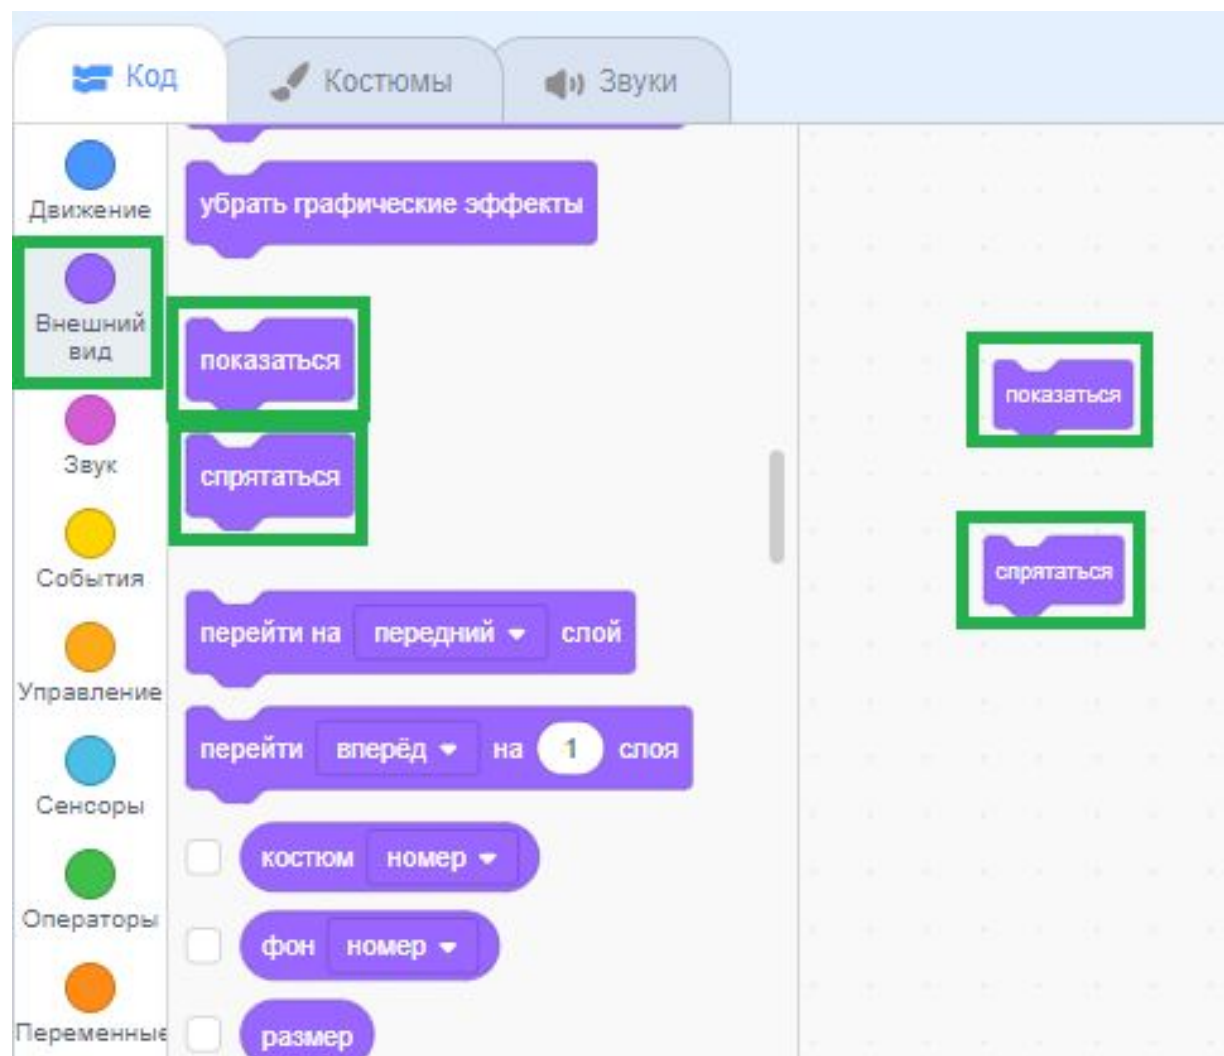 Код
Костюмы
Звуки
Движение
Внешний
вид
Звук
События
Управление
Сенсоры
Операторы
Переменные
убрать графические эффекты
показаться
спрятаться
перейти на передний слой
перейти вперёд на 1 слоя
костюм номер
фон номер
размер
показаться
спрятаться